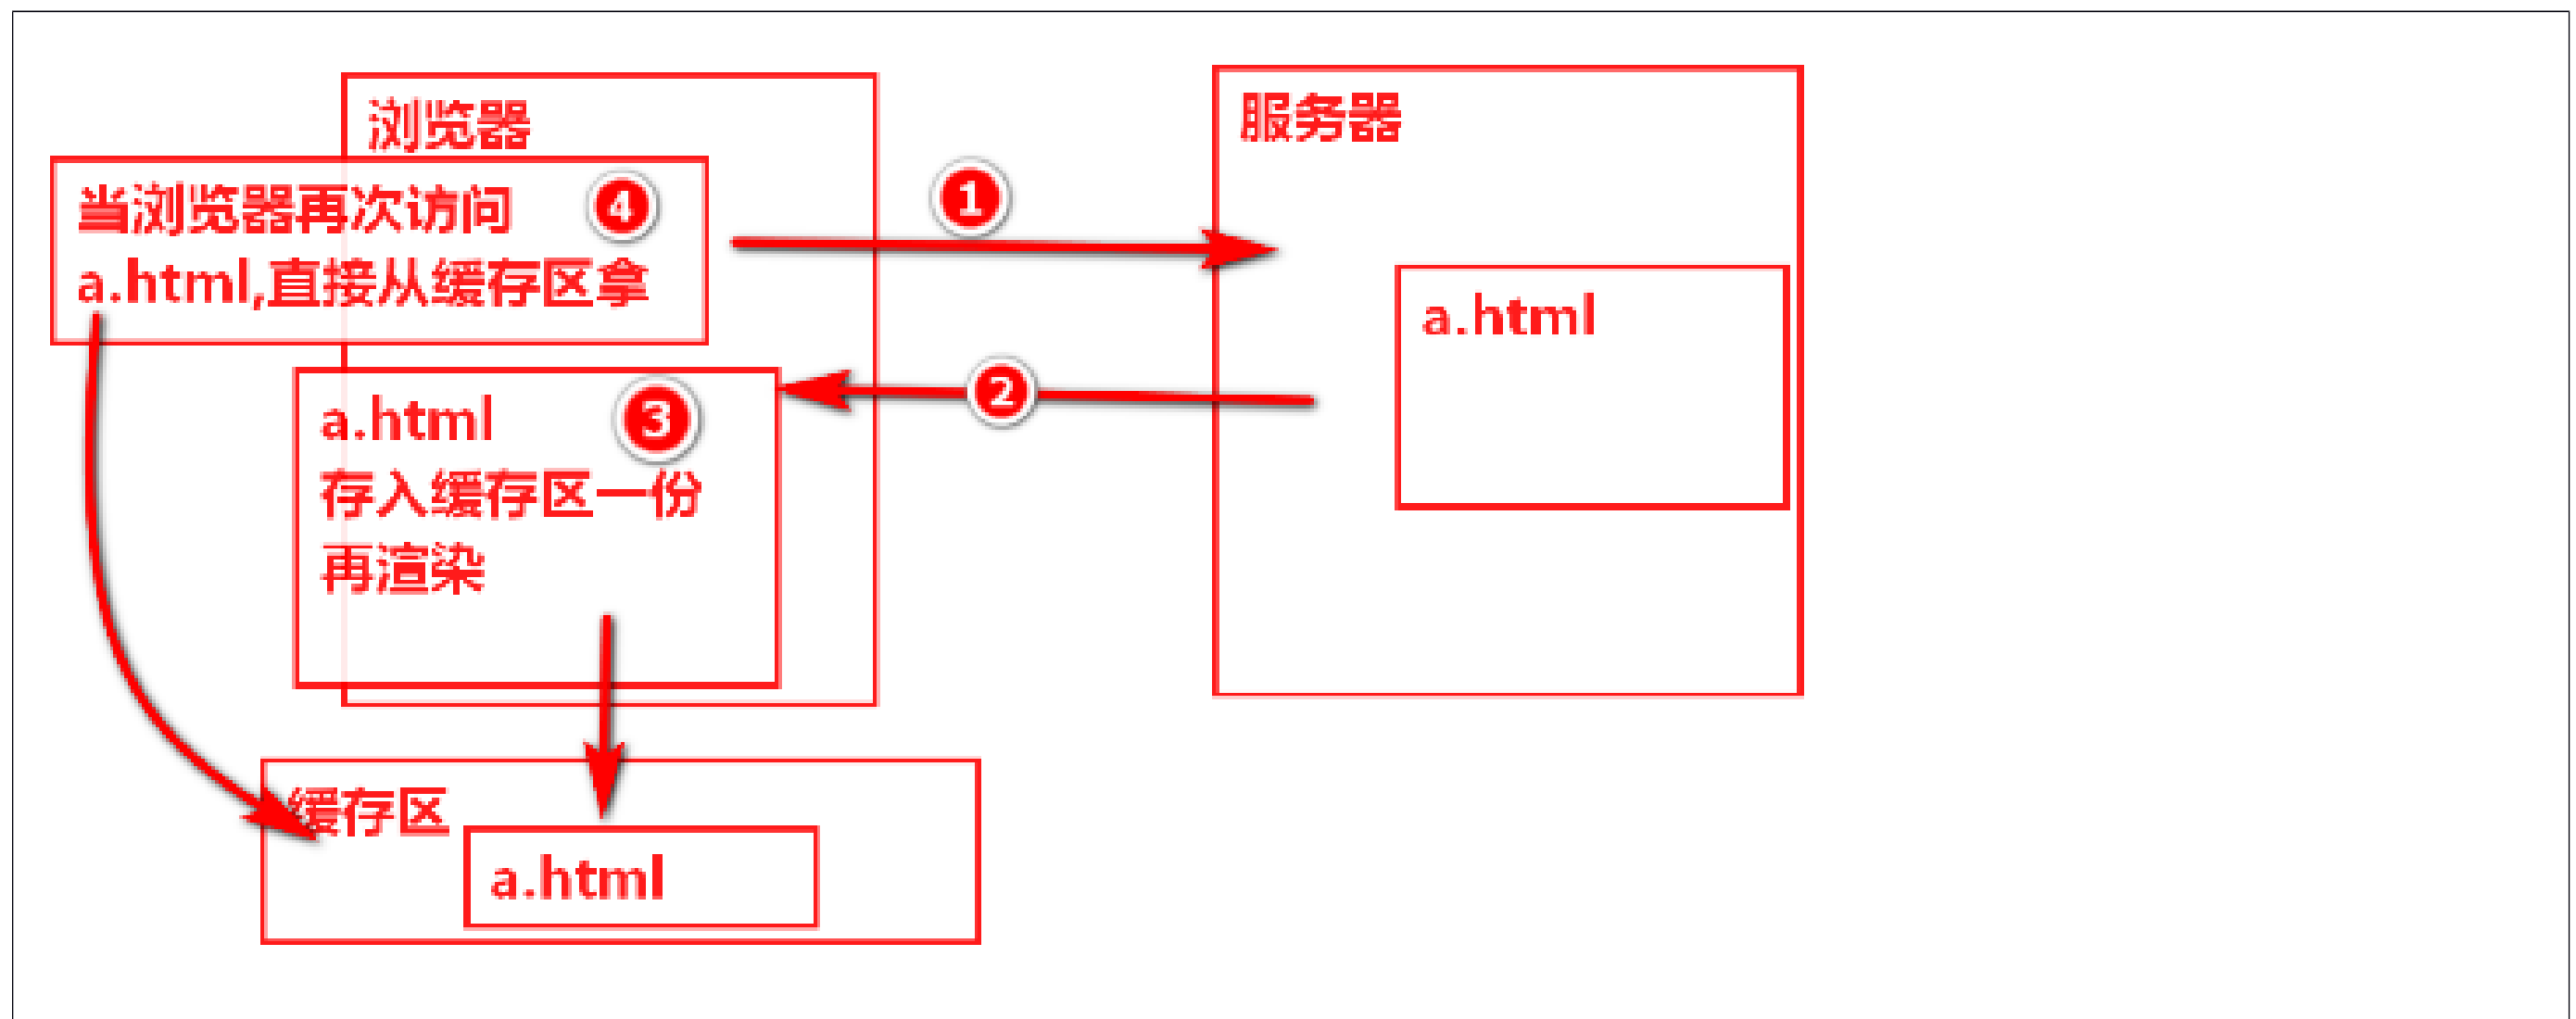 浏览器
当浏览器再次访问
4
a.html,直接从缓存区拿
1
服务器
a.html
2
a.html
3
存入缓存区一份
再渲染
缓存区
a.html